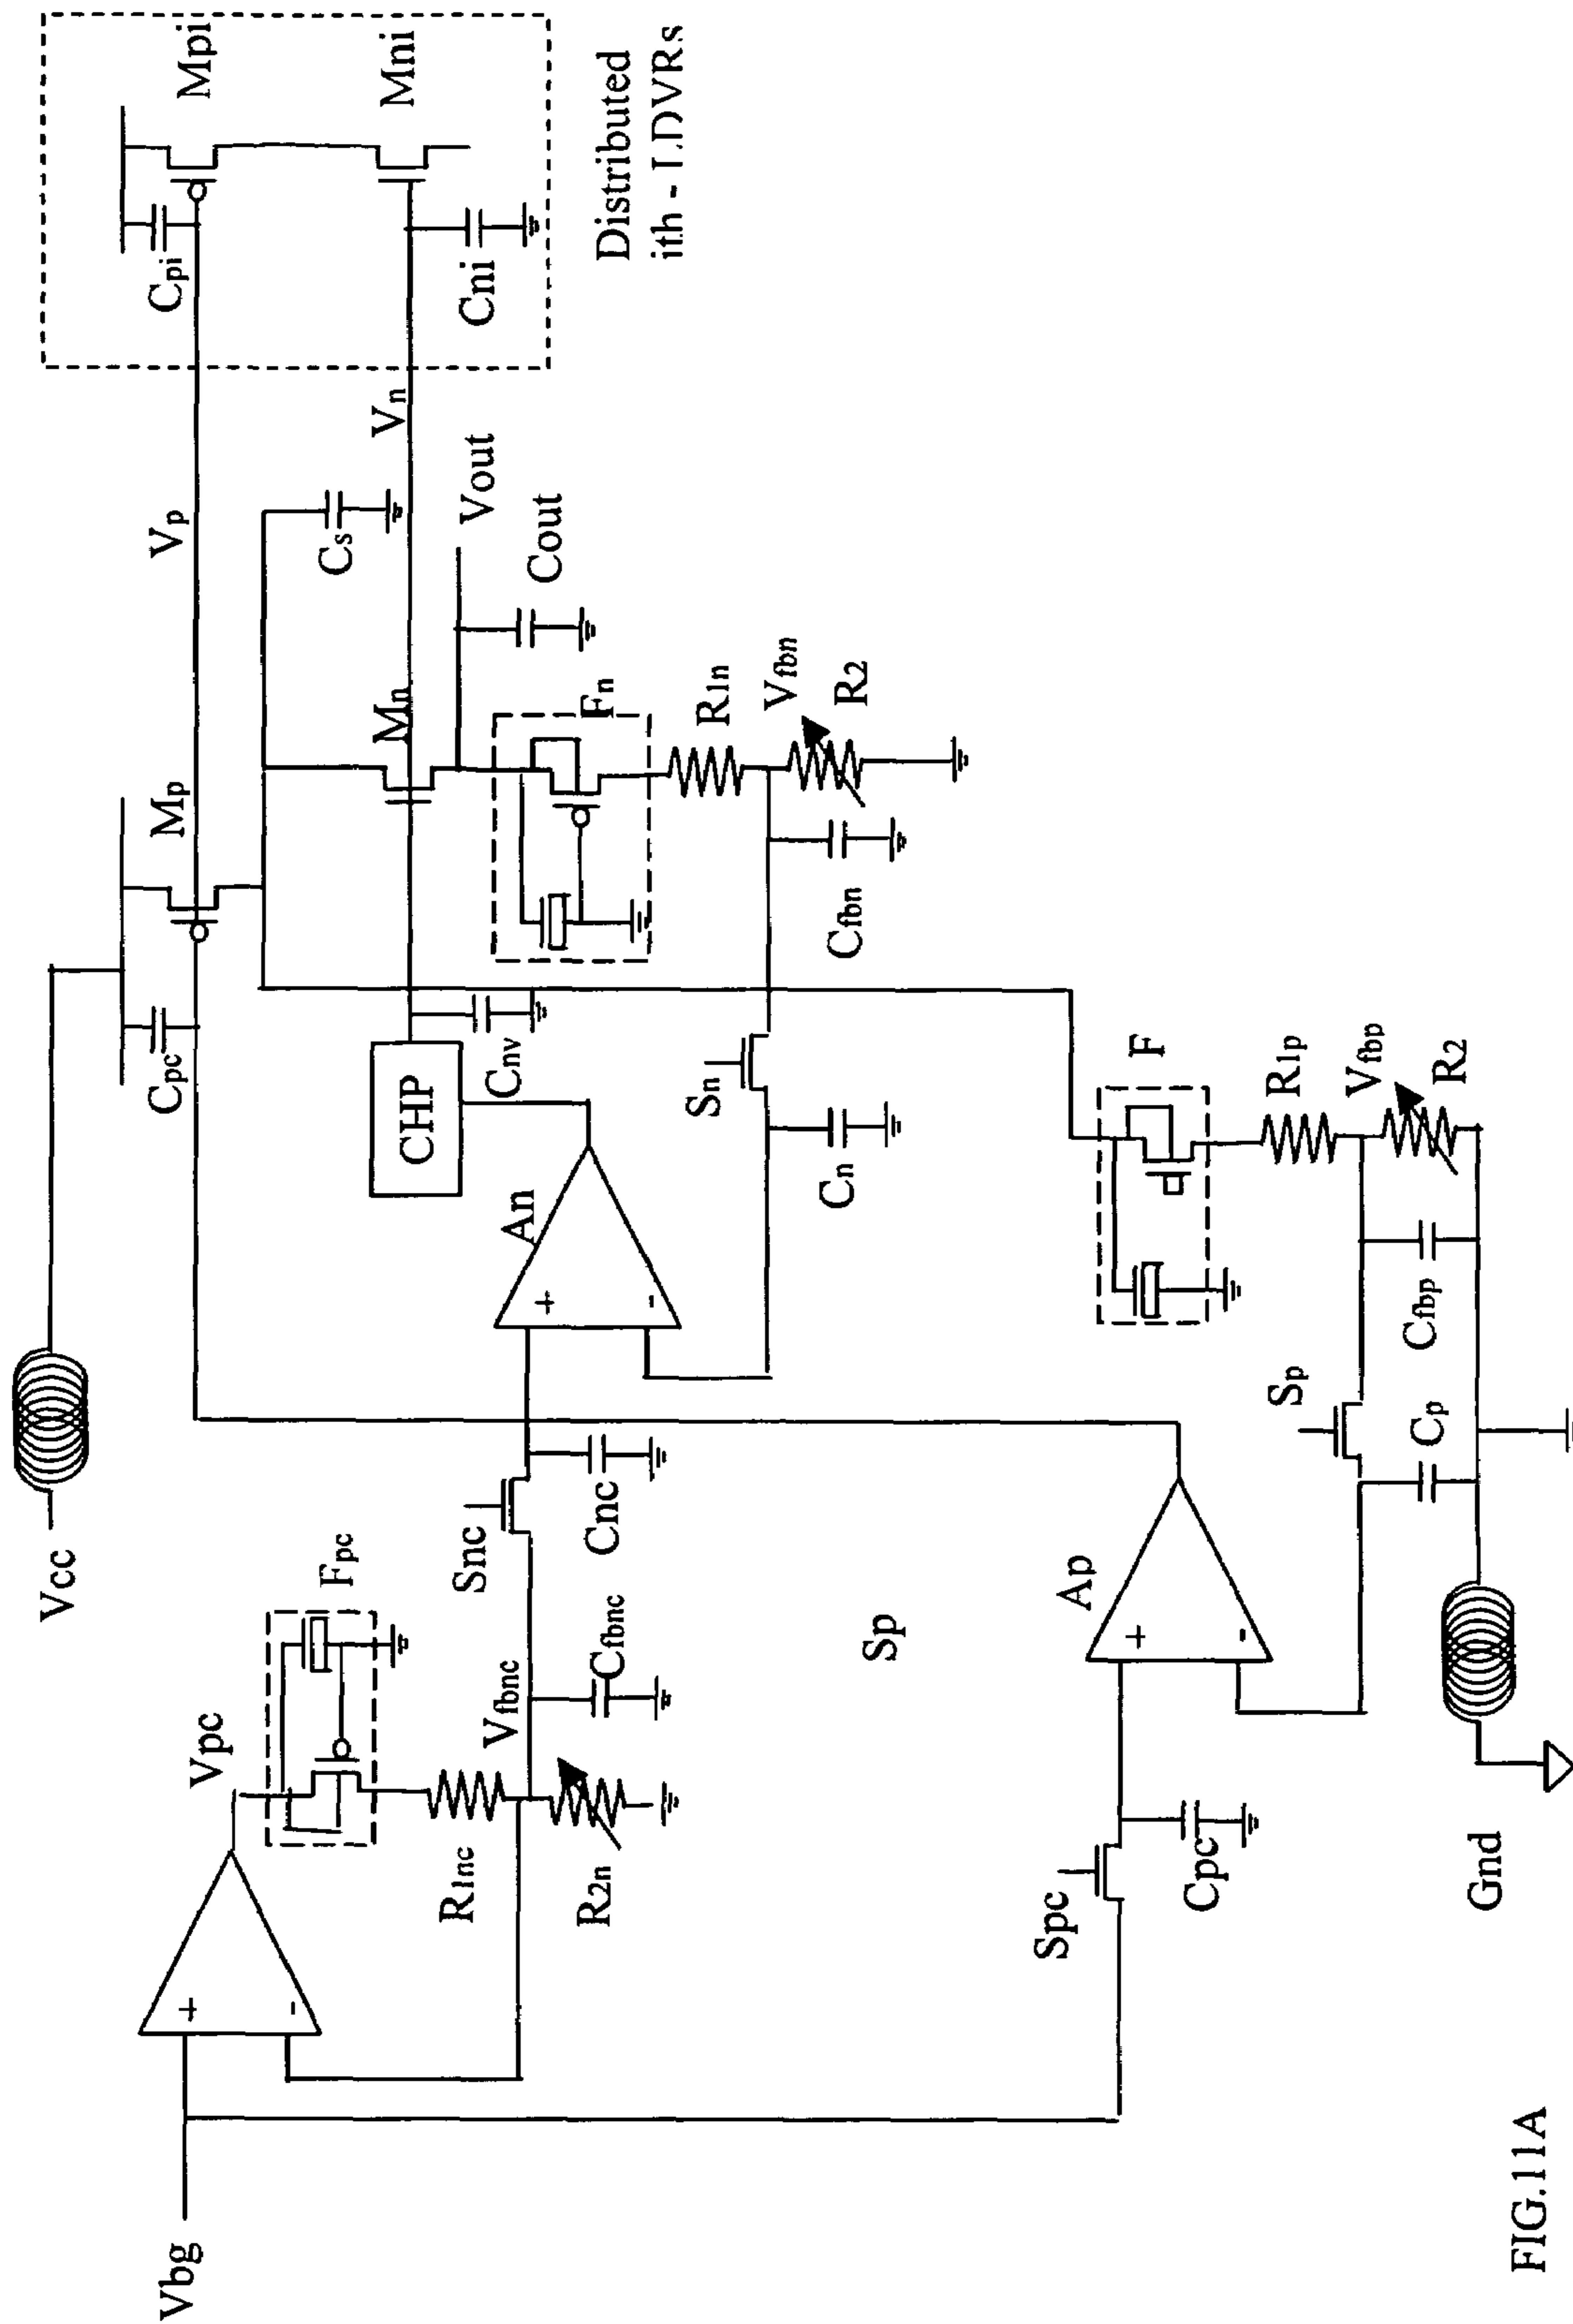 Vbg
Vpc
Fpc
R1nc
R2n
Vfbnc
Cfbnc
Snc
Cnc
Vcc
+
-
An
+
-
CHP
Cnv
Cpc
Mp
Vp
Cs
Mn
Vn
Vout
Cout
Fn
R1n
Vfbn
R2
Cfbn
Sn
Cn
Cpi
Mpi
Mni
Cni
Distributed
ith - LDVRs
Sp
Spc
Cpc
Ap
+
-
F
R1p
Vfbp
R2
Cfbp
Sp
Cp
Gnd
FIG.11A